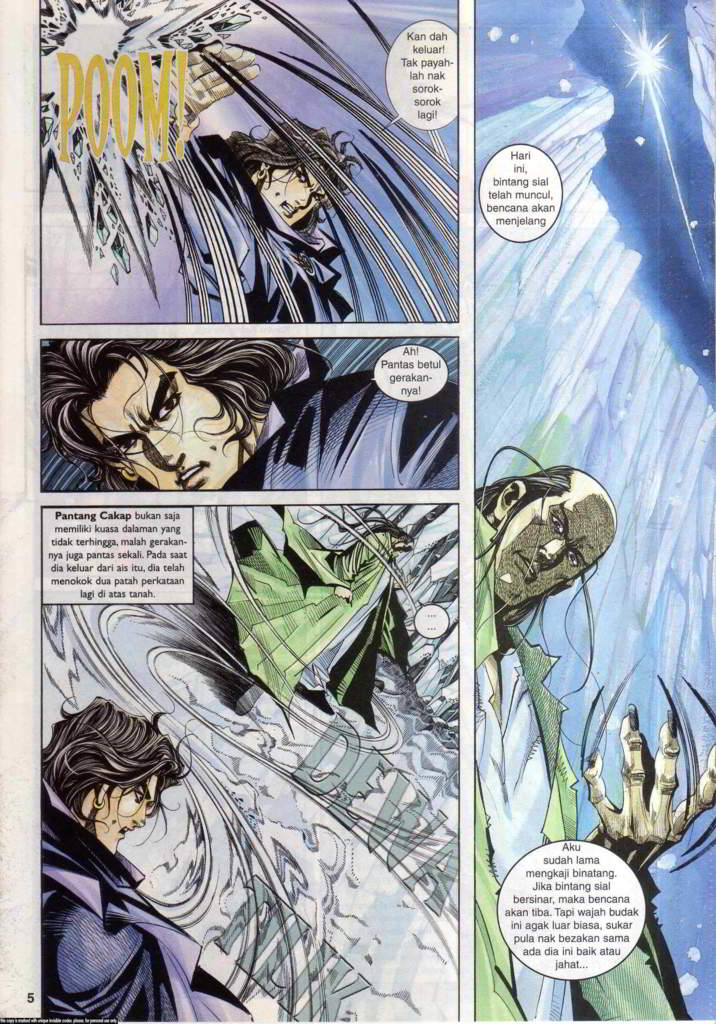 POOM!
Kan dah
keluar!
Tak payah-
lah nak
sorok-
sorok
lagi!
Ah!
Pantas betul
gerakan-
nya!
Pantang Cakap bukan saja
memiliki kuasa dalaman yang
tidak terhingga, malah gerakan-
nya juga pantas sekali. Pada saat
dia keluar dari ais itu, dia telah
menokok dua patah perkataan
lagi di atas tanah.
...
...
DEWA
Hari
ini,
bintang sial
telah muncul,
bencana akan
menjelang
Aku
sudah lama
mengkaji binatang.
Jika bintang sial
bersinar, maka bencana
akan tiba. Tapi wajah budak
ini agak luar biasa, sukar
pula nak bezakan sama
ada dia ini baik atau
jahat...
5